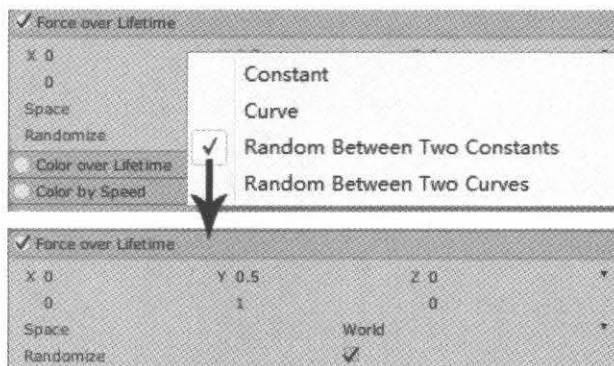 Force over Lifetime
X 0
0
Space
Randomize
Color over Lifetime
Color by Speed
Constant
Curve
Random Between Two Constants
Random Between Two Curves
Force over Lifetime
X 0 Y 0.5 Z 0
0 1 0
Space World
Randomize